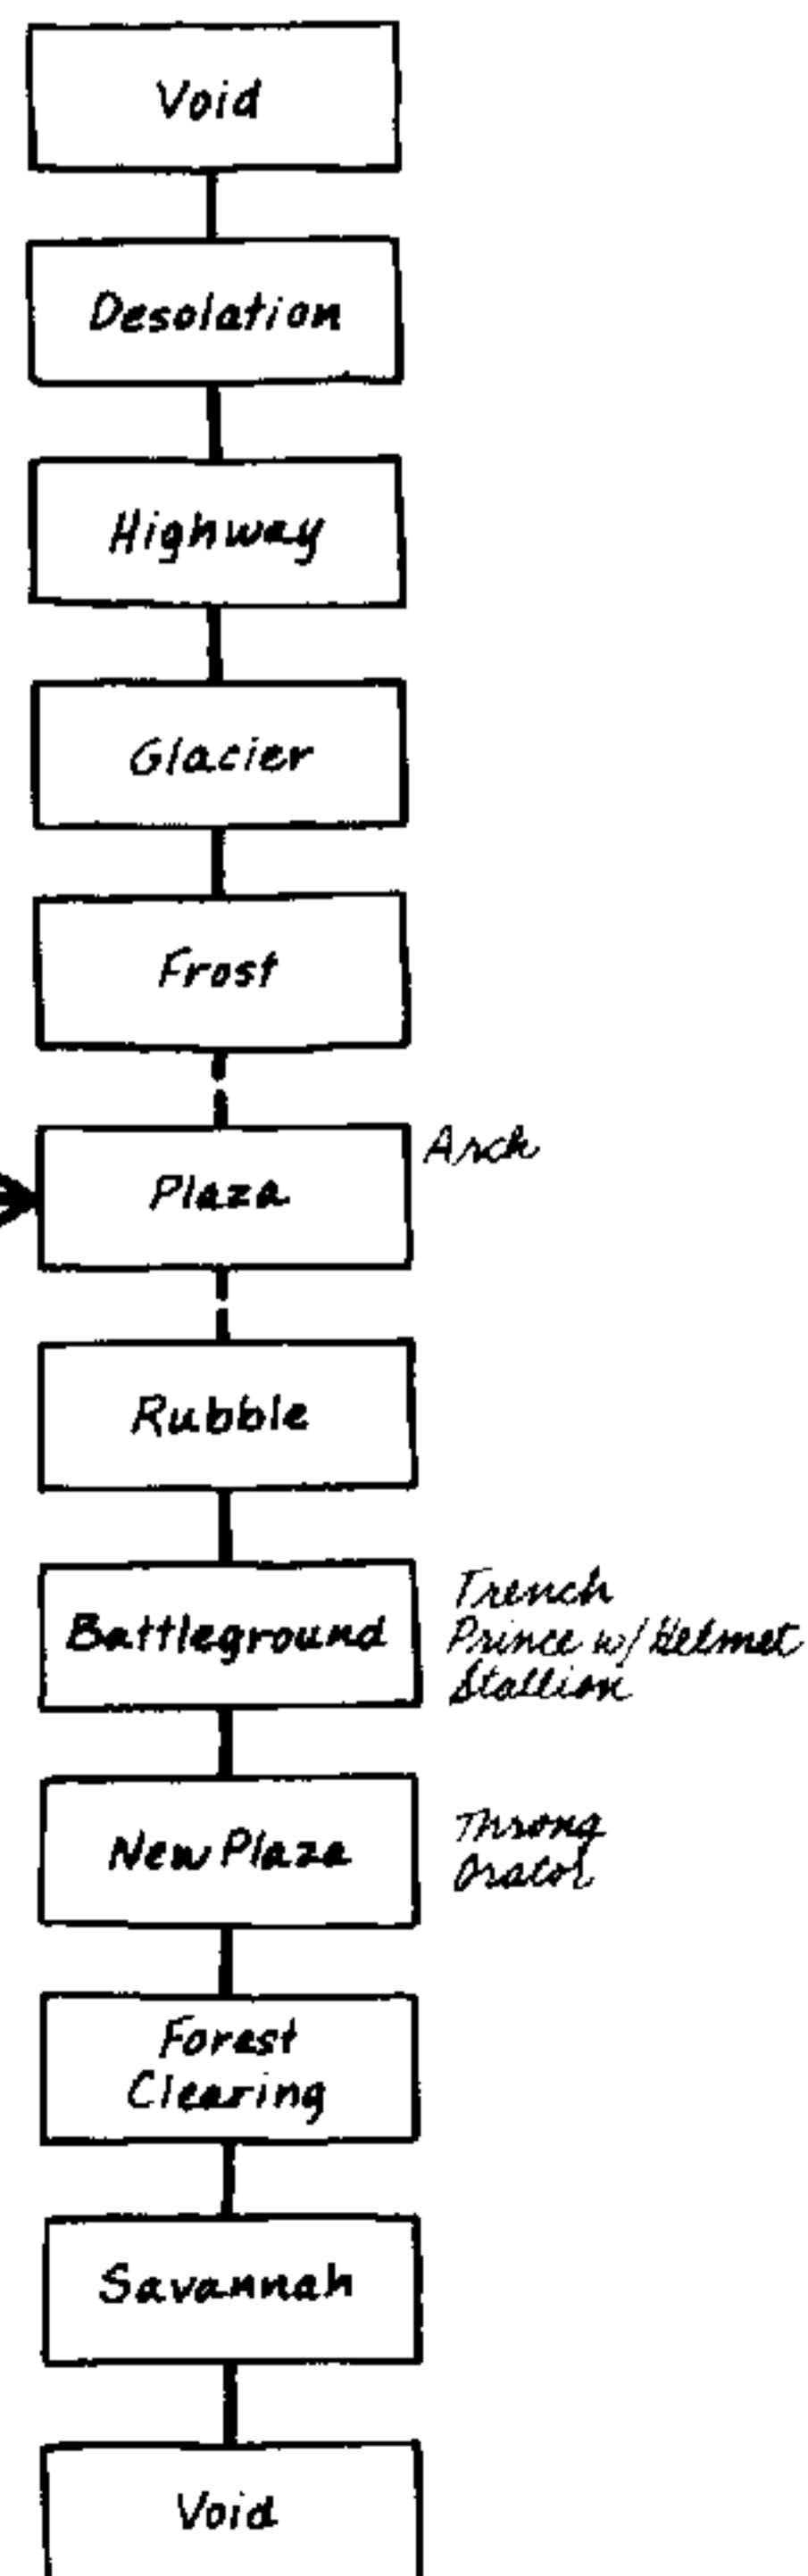 Void
Desolation
Highway
Glacier
Frost
Plaza
Arch
Rubble
Battleground
Trench
Prince w/ Helmet
Stallion
New Plaza
Throng
Orator
Forest
Clearing
Savannah
Void